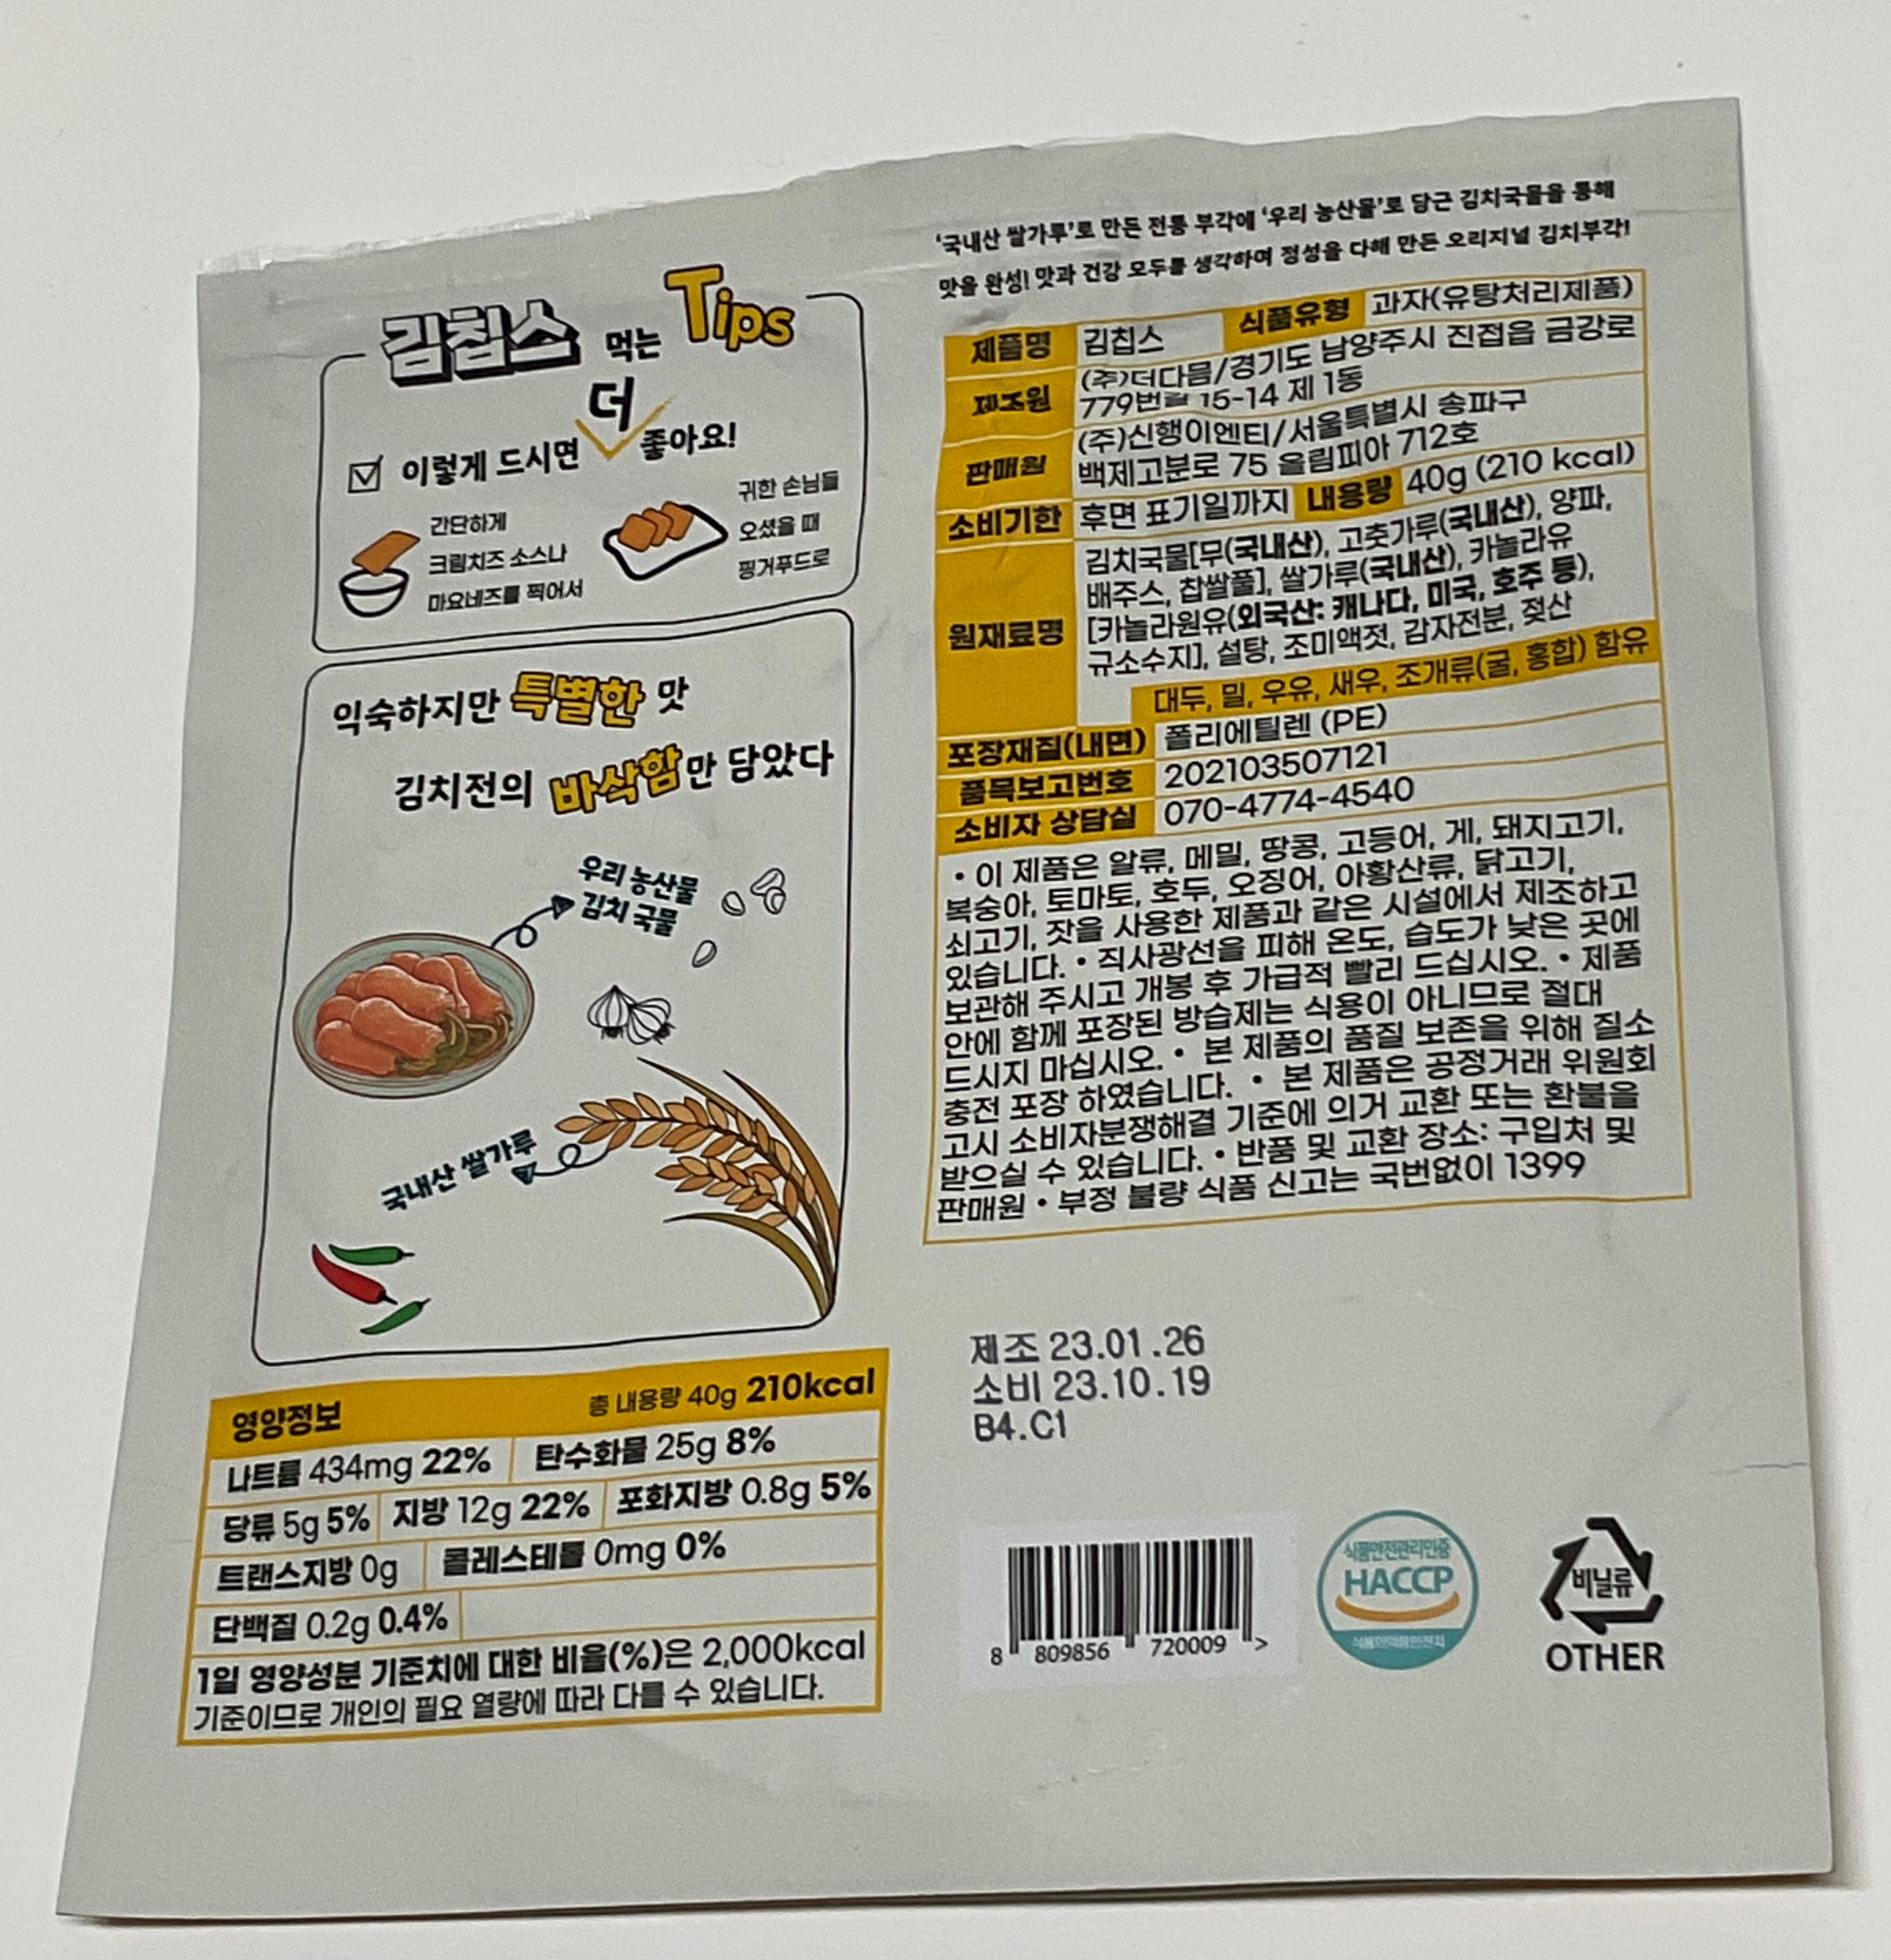 '국내산 쌀가루'로 만든 전통 부각에 '우리 농산물'로 담근 김치국물을 통해
맛을 완성! 맛과 건강 모두를 생각하며 정성을 다해 만든 오리지널 김치부각!
김칩스 먹는 Tips
이렇게 드시면 더 좋아요!
간단하게
크림치즈 소스나
마요네즈를 찍어서
귀한 손님들
오셨을 때
핑거푸드로
익숙하지만 특별한 맛
김치전의 바삭함만 담았다
우리 농산물
김치 국물
국내산 쌀가루
영양정보 총 내용량 40g 210kcal
나트륨 434mg 22% 탄수화물 25g 8%
당류 5g 5% 지방 12g 22% 포화지방 0.8g 5%
트랜스지방 0g 콜레스테롤 0mg 0%
단백질 0.2g 0.4%
1일 영양성분 기준치에 대한 비율(%)은 2,000kcal
기준이므로 개인의 필요 열량에 따라 다를 수 있습니다.
제품명 김칩스 식품유형 과자(유탕처리제품)
제조원 (주)더다믐/경기도 남양주시 진접읍 금강로
779번길 15-14 제 1동
판매원 (주)신행이엔티/서울특별시 송파구
백제고분로 75 올림피아 712호
소비기한 후면 표기일까지 내용량 40g (210 kcal)
원재료명 김치국물[무(국내산), 고춧가루(국내산), 양파,
배주스, 찹쌀풀], 쌀가루(국내산), 카놀라유
[카놀라원유(외국산: 캐나다, 미국, 호주 등),
규소수지], 설탕, 조미액젓, 감자전분, 젖산
대두, 밀, 우유, 새우, 조개류(굴, 홍합) 함유
포장재질(내면) 폴리에틸렌 (PE)
품목보고번호 202103507121
소비자 상담실 070-4774-4540
• 이 제품은 알류, 메밀, 땅콩, 고등어, 게, 돼지고기,
복숭아, 토마토, 호두, 오징어, 아황산류, 닭고기,
쇠고기, 잣을 사용한 제품과 같은 시설에서 제조하고
있습니다. • 직사광선을 피해 온도, 습도가 낮은 곳에
보관해 주시고 개봉 후 가급적 빨리 드십시오. • 제품
안에 함께 포장된 방습제는 식용이 아니므로 절대
드시지 마십시오. • 본 제품의 품질 보존을 위해 질소
충전 포장 하였습니다. • 본 제품은 공정거래 위원회
고시 소비자분쟁해결 기준에 의거 교환 또는 환불을
받으실 수 있습니다. • 반품 및 교환 장소: 구입처 및
판매원 • 부정 불량 식품 신고는 국번없이 1399
제조 23.01.26
소비 23.10.19
B4.C1
8 809856 720009 >
식품안전관리인증
HACCP
비닐류
OTHER